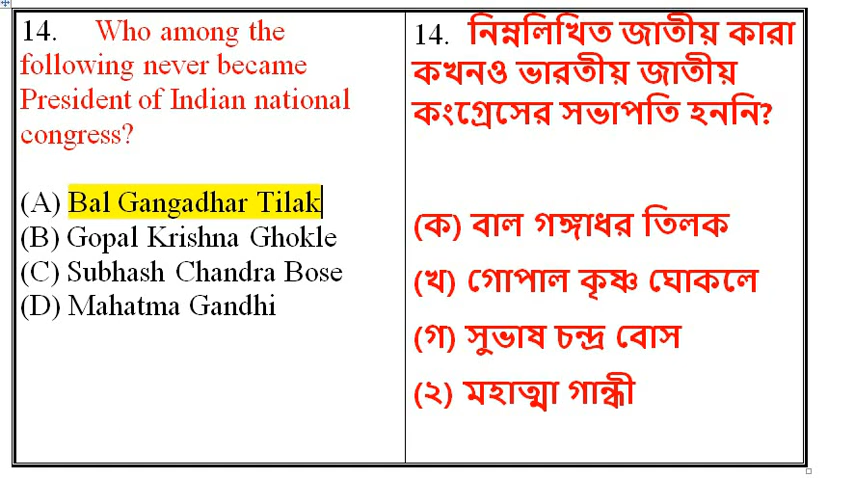 14. Who among the
following never became
President of Indian national
congress?
(A) Bal Gangadhar Tilak
(B) Gopal Krishna Ghokle
(C) Subhash Chandra Bose
(D) Mahatma Gandhi
14. নিম্নলিখিত জাতীয় কারা
কখনও ভারতীয় জাতীয়
কংগ্রেসের সভাপতি হননি?
(ক) বাল গঙ্গাধর তিলক
(খ) গোপাল কৃষ্ণ ঘোকলে
(গ) সুভাষ চন্দ্র বোস
(২) মহাত্মা গান্ধী